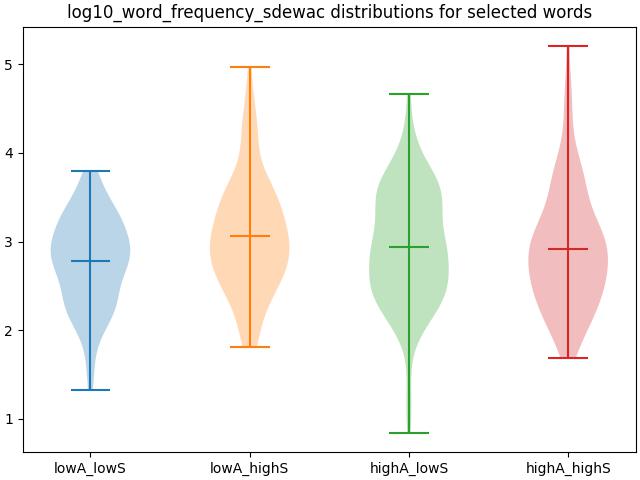 log10_word_frequency_sdewac distributions for selected words
5
4
3
2
1
lowA_lowS lowA_highS highA_lowS highA_highS